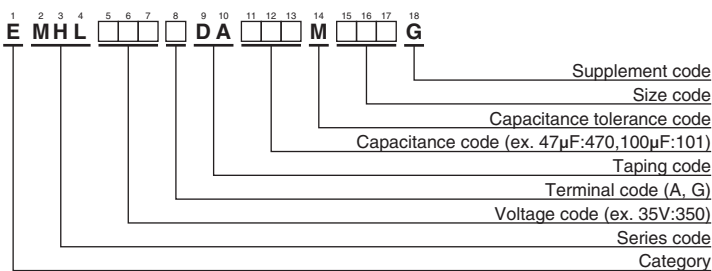 1 2 3 4 5 6 7 8 9 10 11 12 13 14 15 16 17 18
E MHL □□□ □ DA □□□ M □□□ G
Supplement code
Size code
Capacitance tolerance code
Capacitance code (ex. 47µF:470,100µF:101)
Taping code
Terminal code (A, G)
Voltage code (ex. 35V:350)
Series code
Category